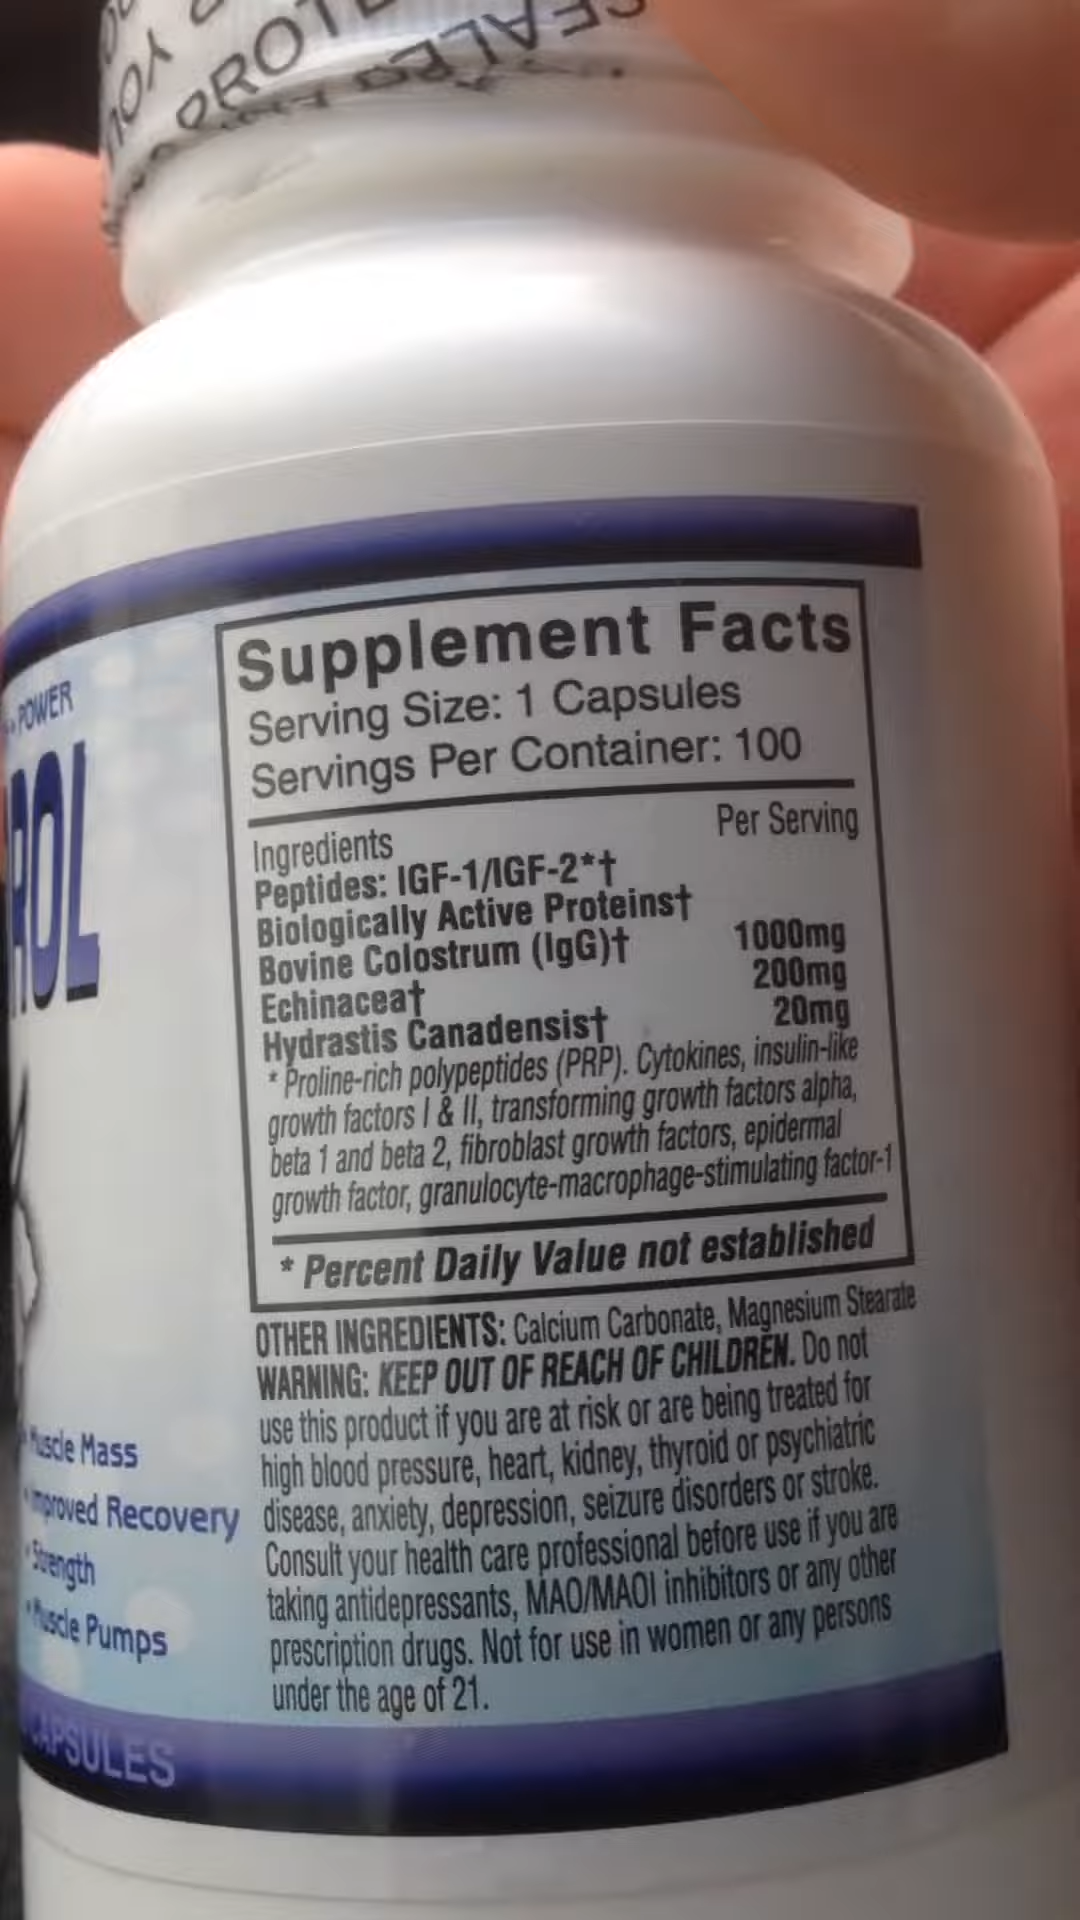 SEALED
PROT
YOU
POWER
ROL
Supplement Facts
Serving Size: 1 Capsules
Servings Per Container: 100
Ingredients Per Serving
Peptides: IGF-1/IGF-2*†
Biologically Active Proteins†
Bovine Colostrum (IgG)† 1000mg
Echinacea† 200mg
Hydrastis Canadensis† 20mg
* Proline-rich polypeptides (PRP). Cytokines, insulin-like
growth factors I & II, transforming growth factors alpha,
beta 1 and beta 2, fibroblast growth factors, epidermal
growth factor, granulocyte-macrophage-stimulating factor-1
* Percent Daily Value not established
OTHER INGREDIENTS: Calcium Carbonate, Magnesium Stearate
WARNING: KEEP OUT OF REACH OF CHILDREN. Do not
use this product if you are at risk or are being treated for
high blood pressure, heart, kidney, thyroid or psychiatric
disease, anxiety, depression, seizure disorders or stroke.
Consult your health care professional before use if you are
taking antidepressants, MAO/MAOI inhibitors or any other
prescription drugs. Not for use in women or any persons
under the age of 21.
• Muscle Mass
• Improved Recovery
• Strength
• Muscle Pumps
CAPSULES